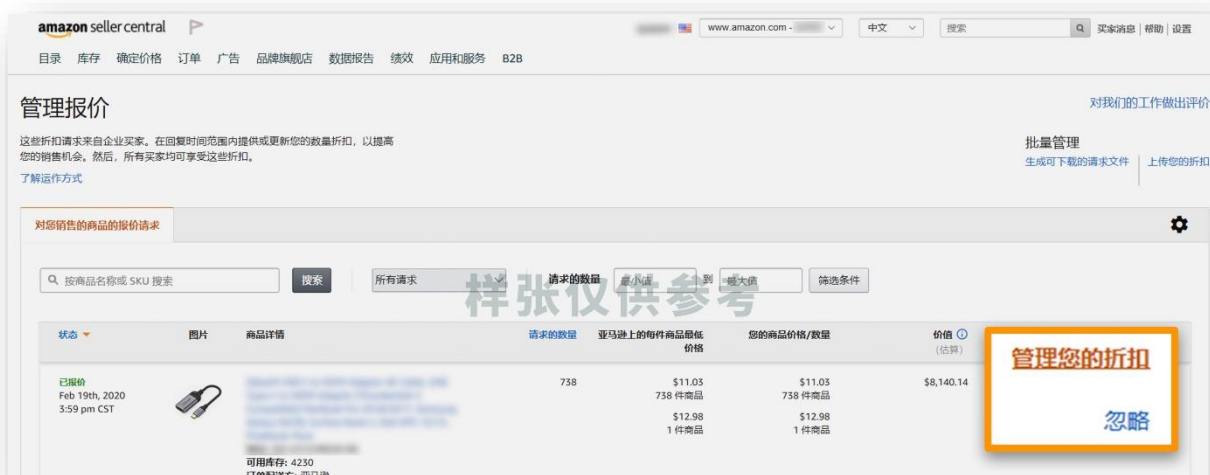 amazon seller central
www.amazon.com -
中文
搜索
买家消息 | 帮助 | 设置
目录 库存 确定价格 订单 广告 品牌旗舰店 数据报告 绩效 应用和服务 B2B
管理报价
对我们的工作做出评价
这些折扣请求来自企业买家。在回复时间范围内提供或更新您的数量折扣，以提高
您的销售机会。然后，所有买家均可享受这些折扣。
了解运作方式
批量管理
生成可下载的请求文件 | 上传您的折扣
对您销售的商品的报价请求
按商品名称或 SKU 搜索
搜索
所有请求
请求的数量
最小值
到
最大值
筛选条件
样张仅供参考
状态
图片
商品详情
请求的数量
亚马逊上的每件商品最低
价格
您的商品价格/数量
价值
(估算)
管理您的折扣
忽略
已报价
Feb 19th, 2020
3:59 pm CST
738
$11.03
738 件商品
$12.98
1 件商品
$11.03
738 件商品
$12.98
1 件商品
$8,140.14
可用库存: 4230
订单配送方: 亚马逊